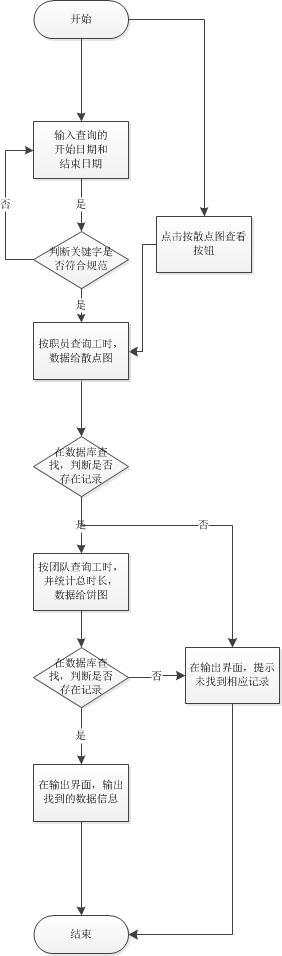 开始
输入查询的
开始日期和
结束日期
是
否
判断关键字是
否符合规范
点击按散点图查看
按钮
是
按职员查询工时，
数据给散点图
在数据库查
找，判断是否
存在记录
是
否
按团队查询工时，
并统计总时长，
数据给饼图
在数据库查
找，判断是否
存在记录
否
在输出界面，提示
未找到相应记录
是
在输出界面，输出
找到的数据信息
结束